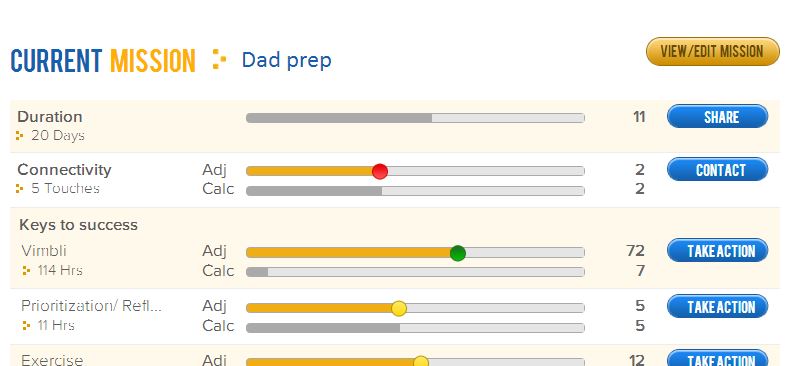 CURRENT MISSION Dad prep VIEW/EDIT MISSION
Duration 11 SHARE
20 Days
Connectivity Adj 2 CONTACT
5 Touches Calc 2
Keys to success
Vimbli Adj 72 TAKE ACTION
114 Hrs Calc 7
Prioritization/ Refl... Adj 5 TAKE ACTION
11 Hrs Calc 5
Exercise Adj 12 TAKE ACTION